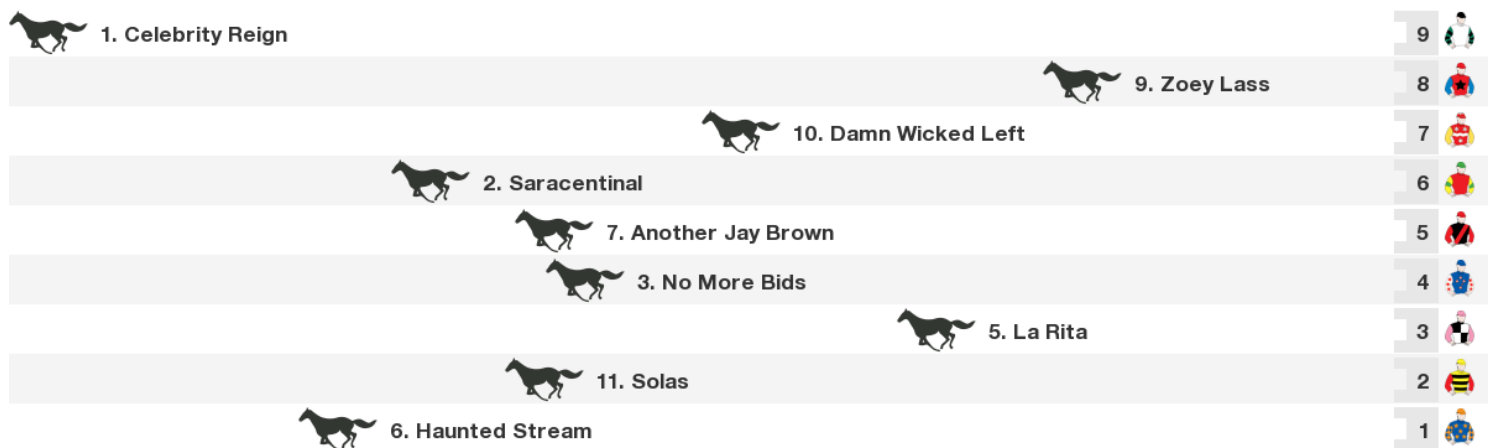 1. Celebrity Reign 9
9. Zoey Lass 8
10. Damn Wicked Left 7
2. Saracentinal 6
7. Another Jay Brown 5
3. No More Bids 4
5. La Rita 3
11. Solas 2
6. Haunted Stream 1